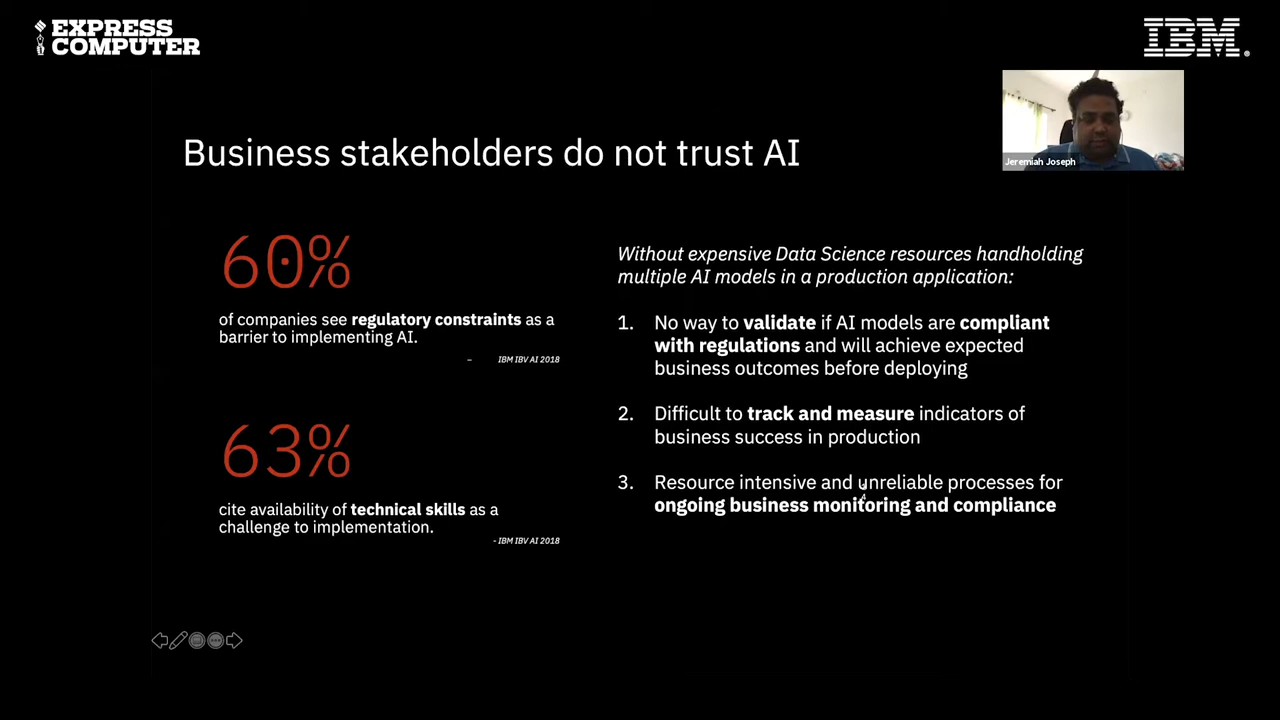 EXPRESS
COMPUTER
IBM
Jeremiah Joseph
Business stakeholders do not trust AI
60%
of companies see regulatory constraints as a
barrier to implementing AI.
– IBM IBV AI 2018
63%
cite availability of technical skills as a
challenge to implementation.
- IBM IBV AI 2018
Without expensive Data Science resources handholding
multiple AI models in a production application:
1. No way to validate if AI models are compliant
with regulations and will achieve expected
business outcomes before deploying
2. Difficult to track and measure indicators of
business success in production
3. Resource intensive and unreliable processes for
ongoing business monitoring and compliance